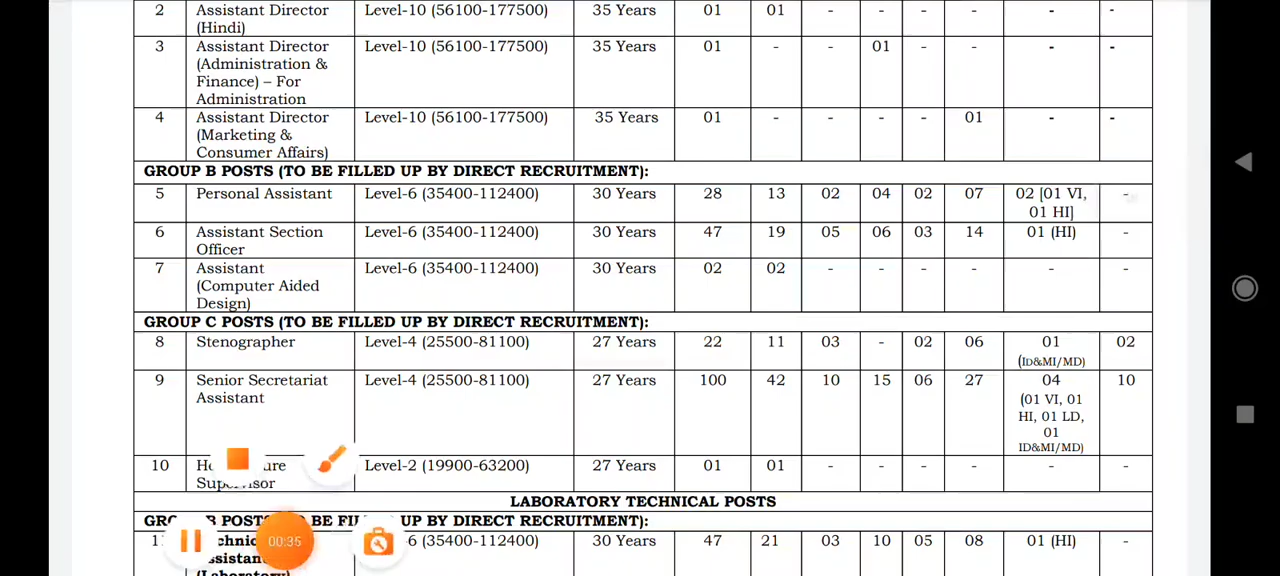 2 Assistant Director Level-10 (56100-177500) 35 Years 01 01 - - - - - -
(Hindi)
3 Assistant Director Level-10 (56100-177500) 35 Years 01 - - 01 - - - -
(Administration &
Finance) – For
Administration
4 Assistant Director Level-10 (56100-177500) 35 Years 01 - - - - 01 - -
(Marketing &
Consumer Affairs)
GROUP B POSTS (TO BE FILLED UP BY DIRECT RECRUITMENT):
5 Personal Assistant Level-6 (35400-112400) 30 Years 28 13 02 04 02 07 02 [01 VI, -
01 HI]
6 Assistant Section Level-6 (35400-112400) 30 Years 47 19 05 06 03 14 01 (HI) -
Officer
7 Assistant Level-6 (35400-112400) 30 Years 02 02 - - - - - -
(Computer Aided
Design)
GROUP C POSTS (TO BE FILLED UP BY DIRECT RECRUITMENT):
8 Stenographer Level-4 (25500-81100) 27 Years 22 11 03 - 02 06 01 02
(ID&MI/MD)
9 Senior Secretariat Level-4 (25500-81100) 27 Years 100 42 10 15 06 27 04 10
Assistant
(01 VI, 01
HI, 01 LD,
01
ID&MI/MD)
10 Level-2 (19900-63200) 27 Years 01 01 - - - - - -
LABORATORY TECHNICAL POSTS
BE UP BY DIRECT RECRUITMENT):
(35400-112400) 30 Years 47 21 03 10 05 08 01 (HI) -
00:35